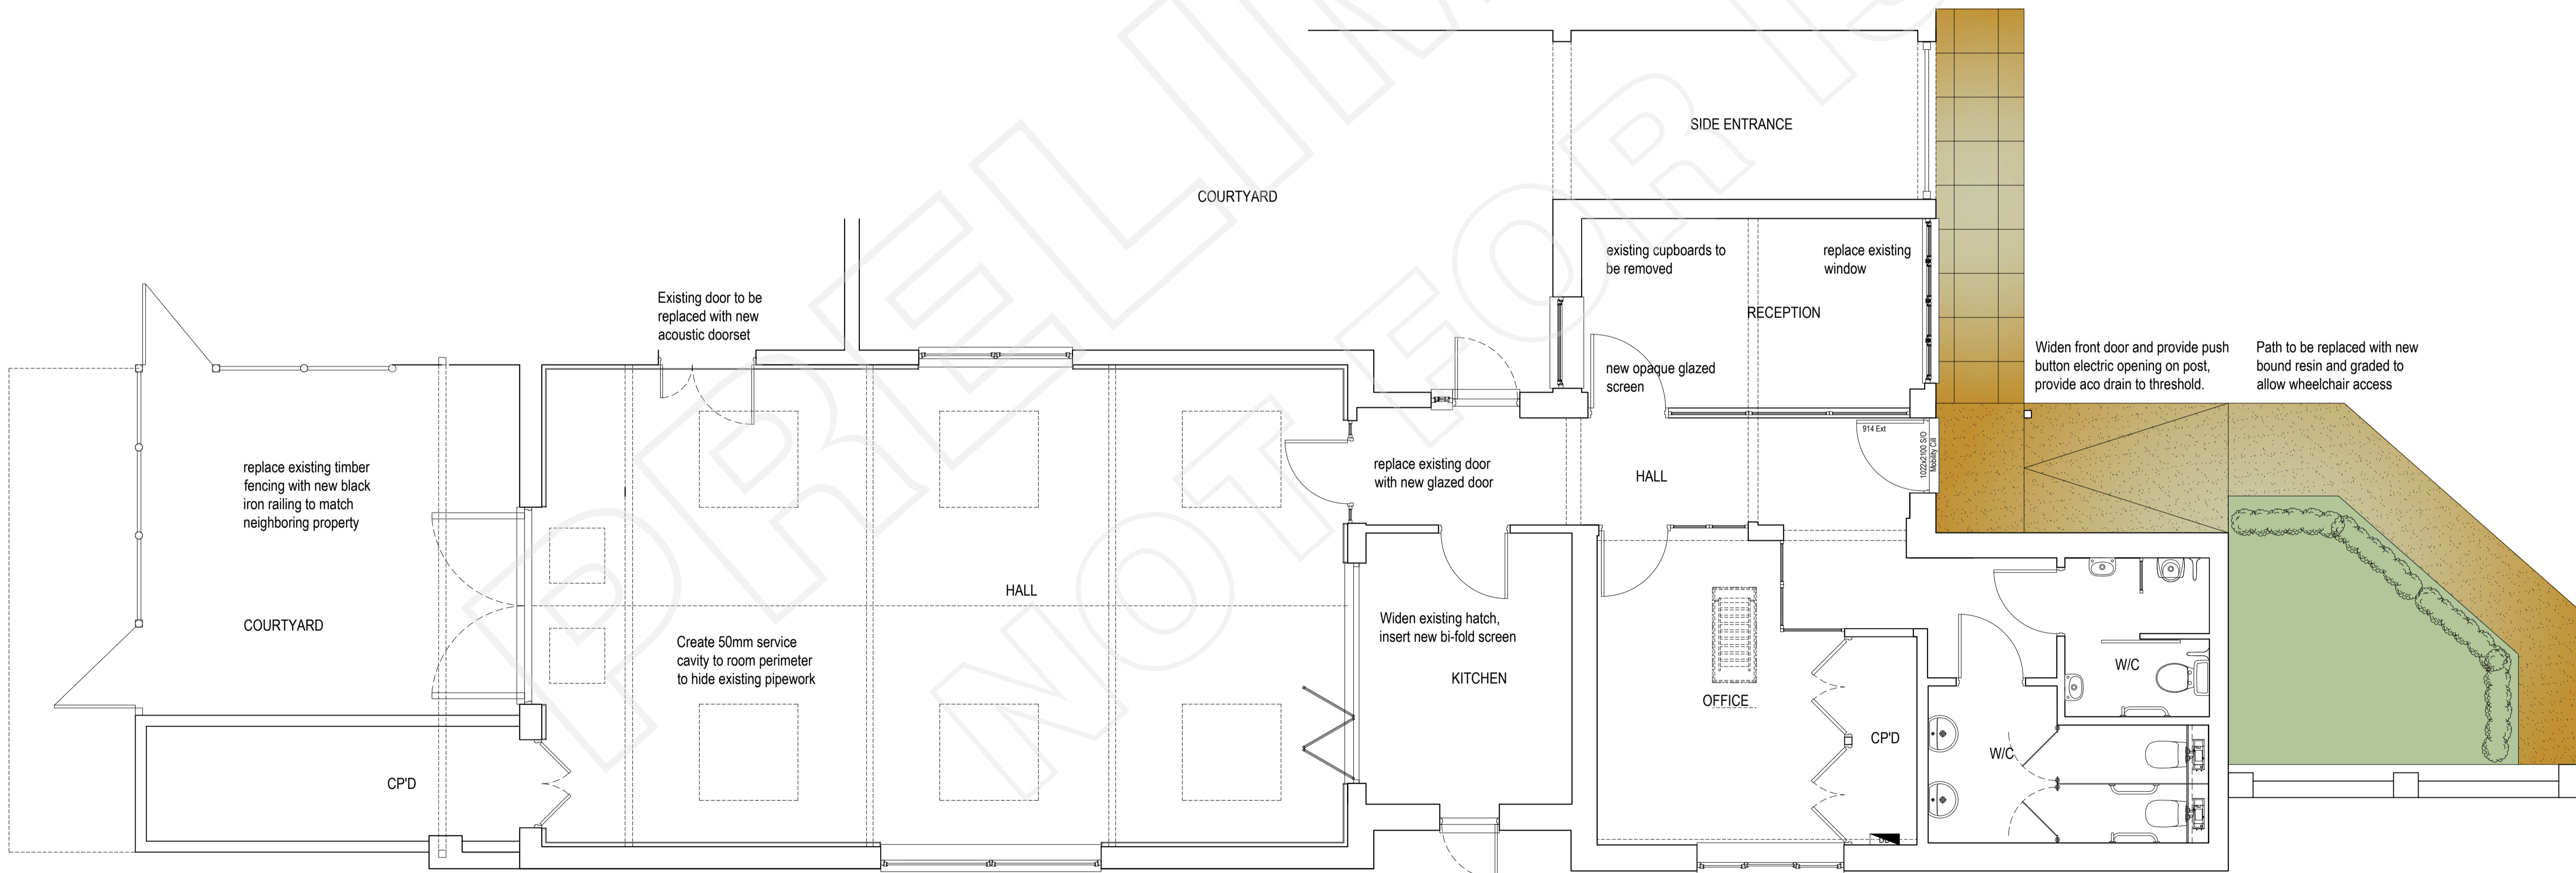 PRELIM
NOT FOR IS
SIDE ENTRANCE
COURTYARD
existing cupboards to
be removed
replace existing
window
RECEPTION
Existing door to be
replaced with new
acoustic doorset
new opaque glazed
screen
Widen front door and provide push
button electric opening on post,
provide aco drain to threshold.
Path to be replaced with new
bound resin and graded to
allow wheelchair access
914 Ext
1022x2100 S/O
Mobility Cill
replace existing timber
fencing with new black
iron railing to match
neighboring property
replace existing door
with new glazed door
HALL
HALL
COURTYARD
Create 50mm service
cavity to room perimeter
to hide existing pipework
Widen existing hatch,
insert new bi-fold screen
KITCHEN
OFFICE
W/C
CP'D
W/C
CP'D